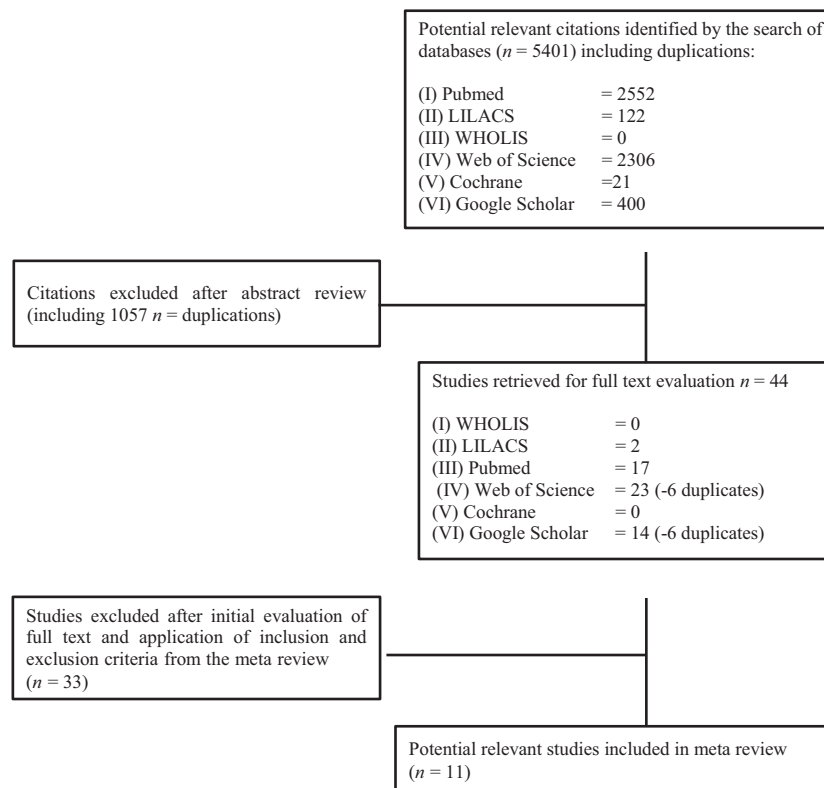 Potential relevant citations identified by the search of
databases (n = 5401) including duplications:
(I) Pubmed = 2552
(II) LILACS = 122
(III) WHOLIS = 0
(IV) Web of Science = 2306
(V) Cochrane =21
(VI) Google Scholar = 400
Citations excluded after abstract review
(including 1057 n = duplications)
Studies retrieved for full text evaluation n = 44
(I) WHOLIS = 0
(II) LILACS = 2
(III) Pubmed = 17
(IV) Web of Science = 23 (-6 duplicates)
(V) Cochrane = 0
(VI) Google Scholar = 14 (-6 duplicates)
Studies excluded after initial evaluation of
full text and application of inclusion and
exclusion criteria from the meta review
(n = 33)
Potential relevant studies included in meta review
(n = 11)